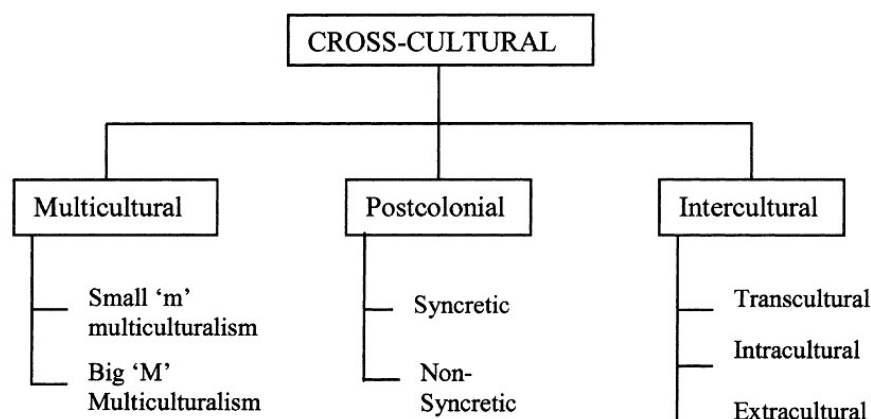 CROSS-CULTURAL
Multicultural
Postcolonial
Intercultural
Small ‘m’
multiculturalism
Big ‘M’
Multiculturalism
Syncretic
Non-
Syncretic
Transcultural
Intracultural
Extracultural